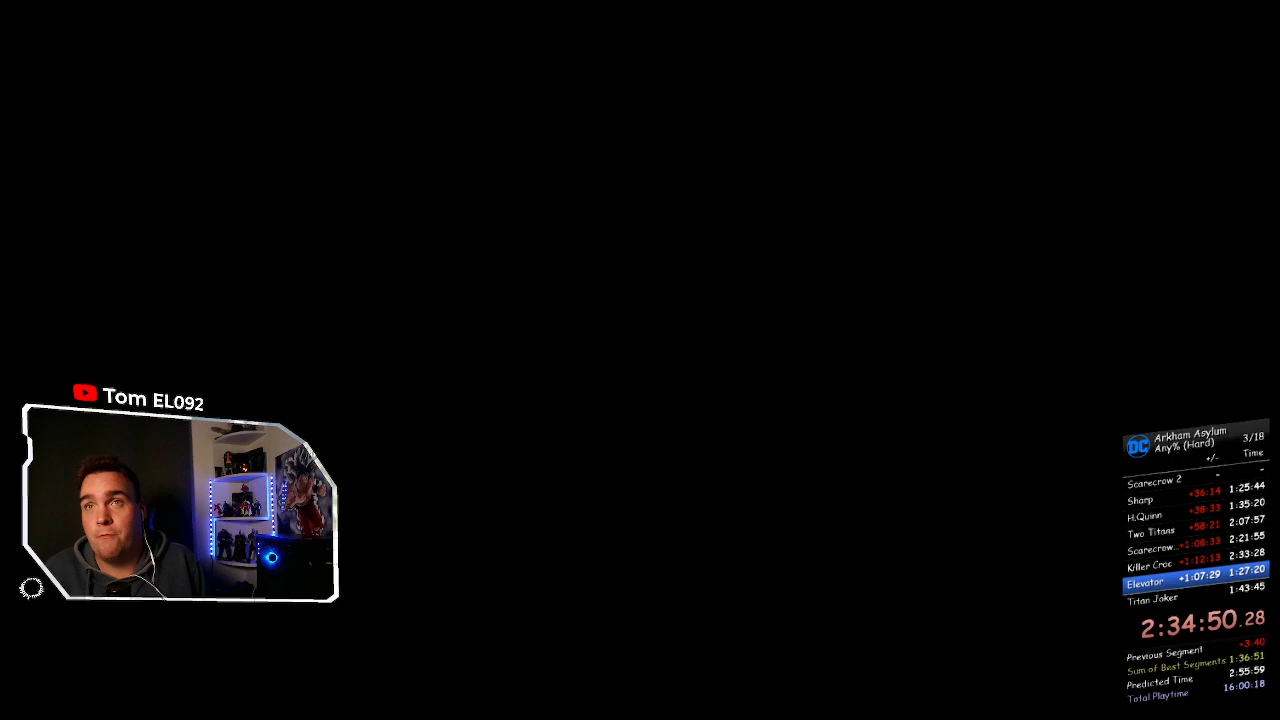 Tom EL092
DC
Arkham Asylum
Any% (Hard)
3/18
+/- Time
Scarecrow 2 - -
Sharp +36:14 1:25:44
H.Quinn +38:33 1:35:20
Two Titans +58:21 2:07:57
Scarecrow... +1:08:33 2:21:55
Killer Croc +1:12:13 2:33:28
Elevator +1:07:29 1:27:20
Titan Joker 1:43:45
2:34:50.28
Previous Segment +3:40
Sum of Best Segments 1:36:51
Predicted Time 2:55:59
Total Playtime 16:00:18